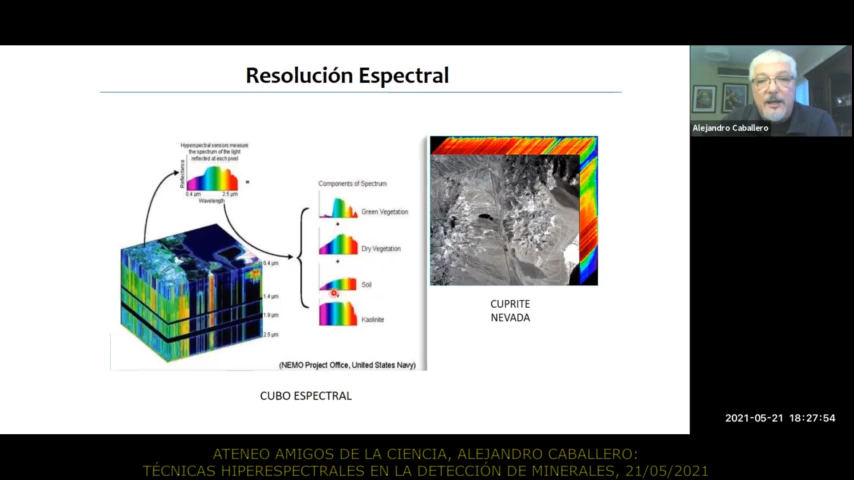 Resolución Espectral
Alejandro Caballero
Hyperspectral sensors measure
the spectrum of the light
reflected at each pixel
Reflectance
0.4 μm
2.5 μm
Wavelength
Components of Spectrum
Green Vegetation
+
Dry Vegetation
+
Soil
Kaolinite
0.4 μm
1.4 μm
1.9 μm
2.5 μm
(NEMO Project Office, United States Navy)
CUBO ESPECTRAL
CUPRITE
NEVADA
2021-05-21 18:27:54
ATENEO AMIGOS DE LA CIENCIA, ALEJANDRO CABALLERO:
TÉCNICAS HIPERESPECTRALES EN LA DETECCIÓN DE MINERALES, 21/05/2021